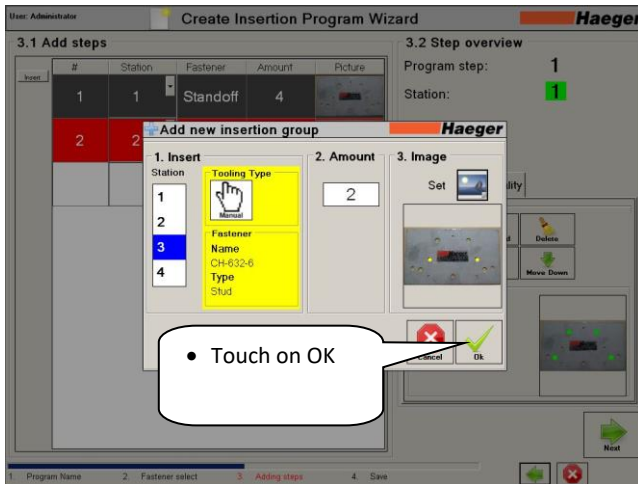 User: Administrator
Create Insertion Program Wizard
Haeger
3.1 Add steps
3.2 Step overview
Insert
# Station Fastener Amount Picture
1 1 Standoff 4
2 2
Program step: 1
Station: 1
Add new insertion group
Haeger
1. Insert
2. Amount
3. Image
Station
1
2
3
4
Tooling Type
Manual
Fastener
Name
CH-632-6
Type
Stud
2
Set
Delete
Move Down
Cancel
Ok
• Touch on OK
Next
1. Program Name 2. Fastener select 3. Adding steps 4. Save